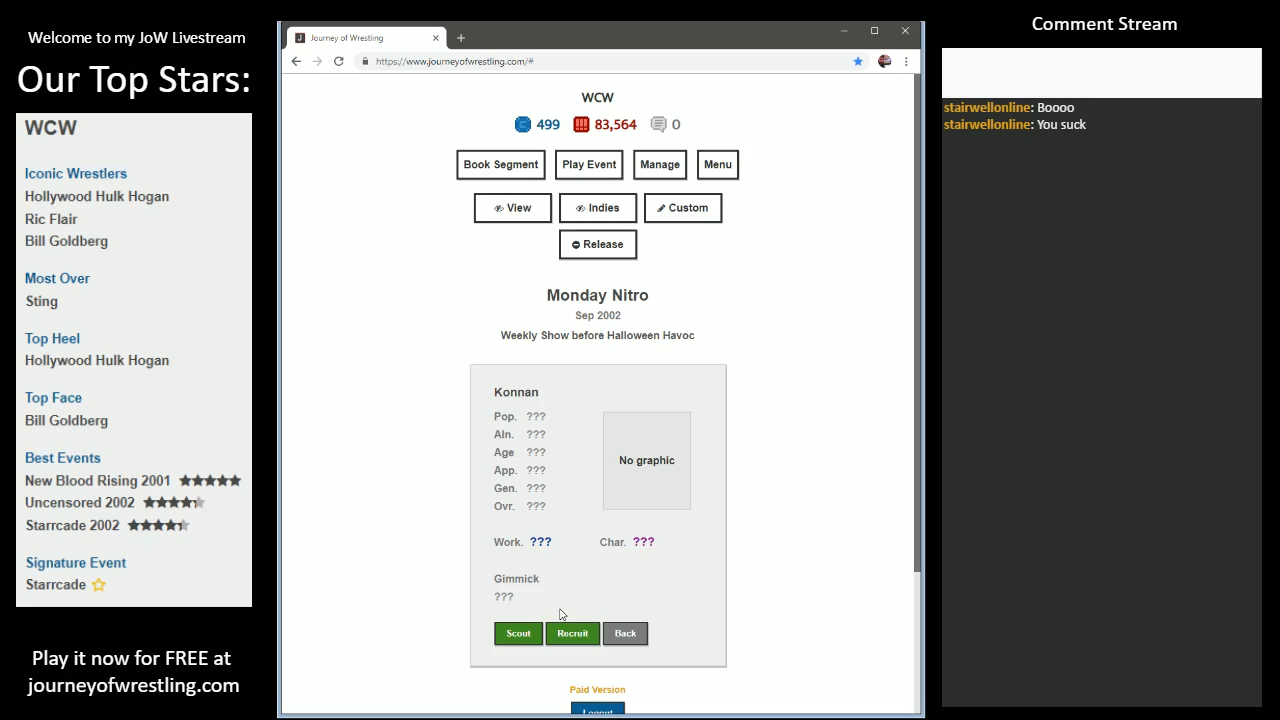 Welcome to my JoW Livestream
Our Top Stars:
WCW
Iconic Wrestlers
Hollywood Hulk Hogan
Ric Flair
Bill Goldberg
Most Over
Sting
Top Heel
Hollywood Hulk Hogan
Top Face
Bill Goldberg
Best Events
New Blood Rising 2001
Uncensored 2002
Starrcade 2002
Signature Event
Starrcade
Play it now for FREE at
journeyofwrestling.com
Journey of Wrestling
https://www.journeyofwrestling.com/#
WCW
499 83,564 0
Book Segment Play Event Manage Menu
View Indies Custom
Release
Monday Nitro
Sep 2002
Weekly Show before Halloween Havoc
Konnan
Pop. ???
Aln. ???
Age ???
App. ???
Gen. ???
Ovr. ???
No graphic
Work. ??? Char. ???
Gimmick
???
Scout Recruit Back
Paid Version
Logout
Comment Stream
stairwellonline: Boooo
stairwellonline: You suck